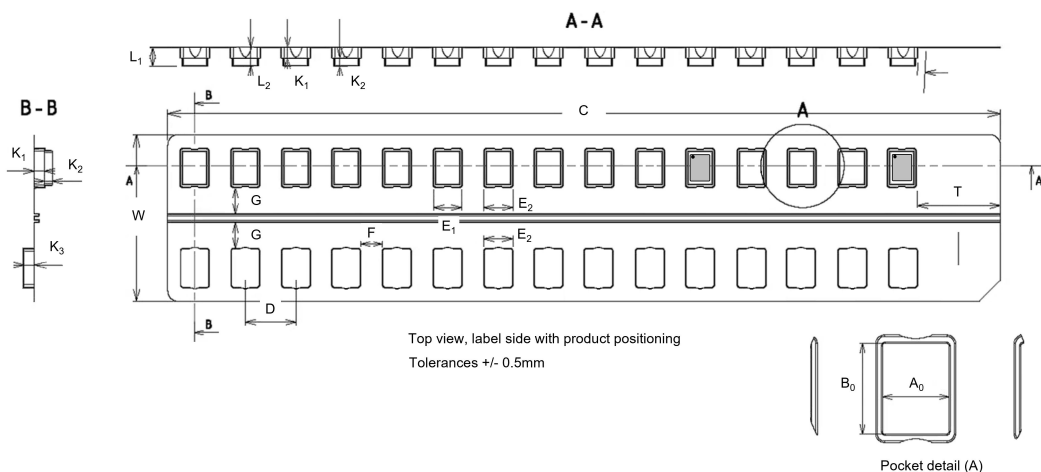 A-A
L1
L2
K1
K2
B-B
B
C
A
K1
K2
A
A
G
E2
T
W
E1
G
F
E2
K3
D
B
Top view, label side with product positioning
Tolerances +/- 0.5mm
B0
A0
Pocket detail (A)